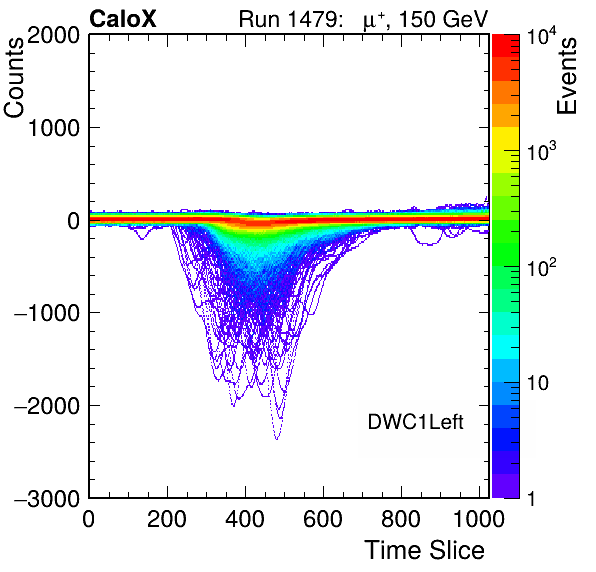 CaloX Run 1479: μ⁺, 150 GeV
Counts
Events
2000
1000
0
−1000
−2000
−3000
0 200 400 600 800 1000
Time Slice
DWC1Left
10⁴
10³
10²
10
1